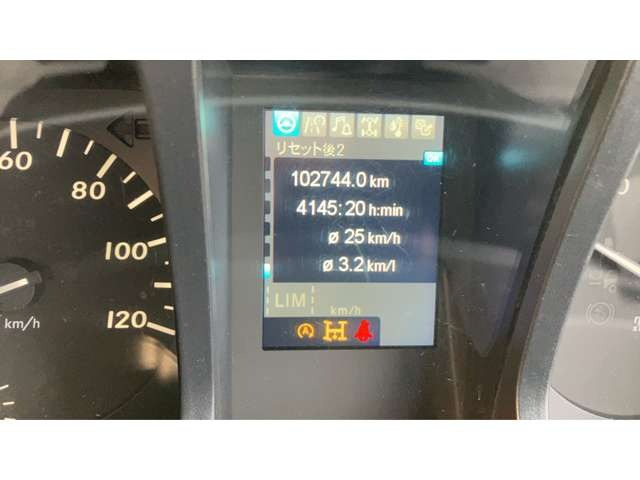 リセット後2
OK
102744.0 km
4145:20 h:min
ø 25 km/h
ø 3.2 km/l
LIM
km/h
60
80
100
120
km/h